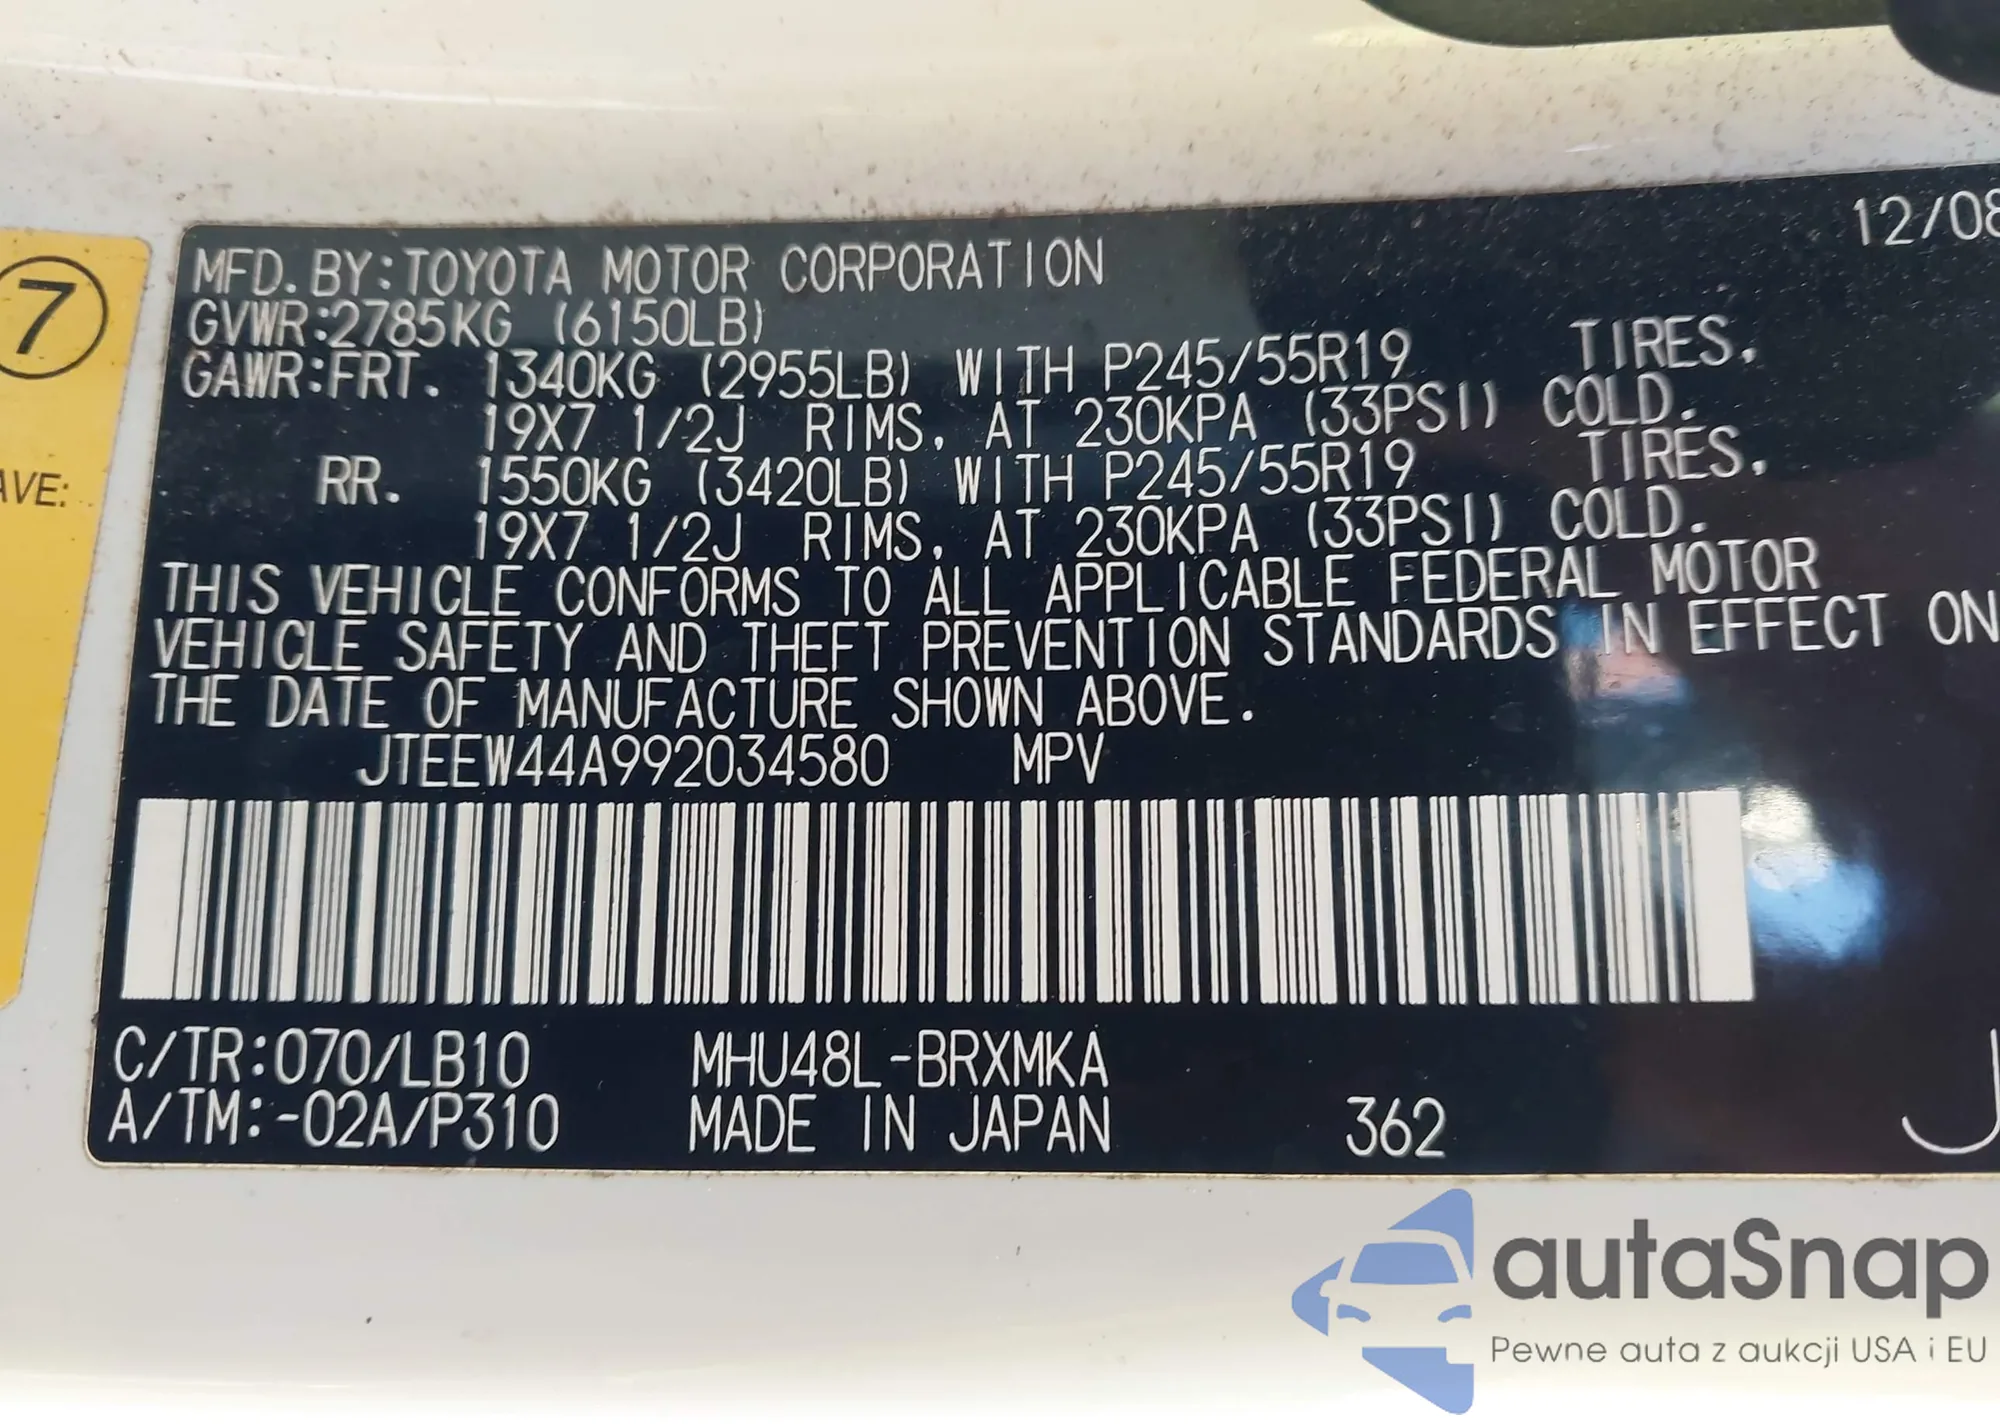 12/08
7
MFD. BY:TOYOTA MOTOR CORPORATION
GVWR:2785KG (6150LB)
GAWR:FRT. 1340KG (2955LB) WITH P245/55R19 TIRES,
19X7 1/2J RIMS, AT 230KPA (33PSI) COLD.
RR. 1550KG (3420LB) WITH P245/55R19 TIRES,
19X7 1/2J RIMS, AT 230KPA (33PSI) COLD.
AVE:
THIS VEHICLE CONFORMS TO ALL APPLICABLE FEDERAL MOTOR
VEHICLE SAFETY AND THEFT PREVENTION STANDARDS IN EFFECT ON
THE DATE OF MANUFACTURE SHOWN ABOVE.
JTEEW44A992034580 MPV
C/TR:070/LB10 MHU48L-BRXMKA
A/TM:-02A/P310 MADE IN JAPAN 362
J
autaSnap
Pewne auta z aukcji USA i EU